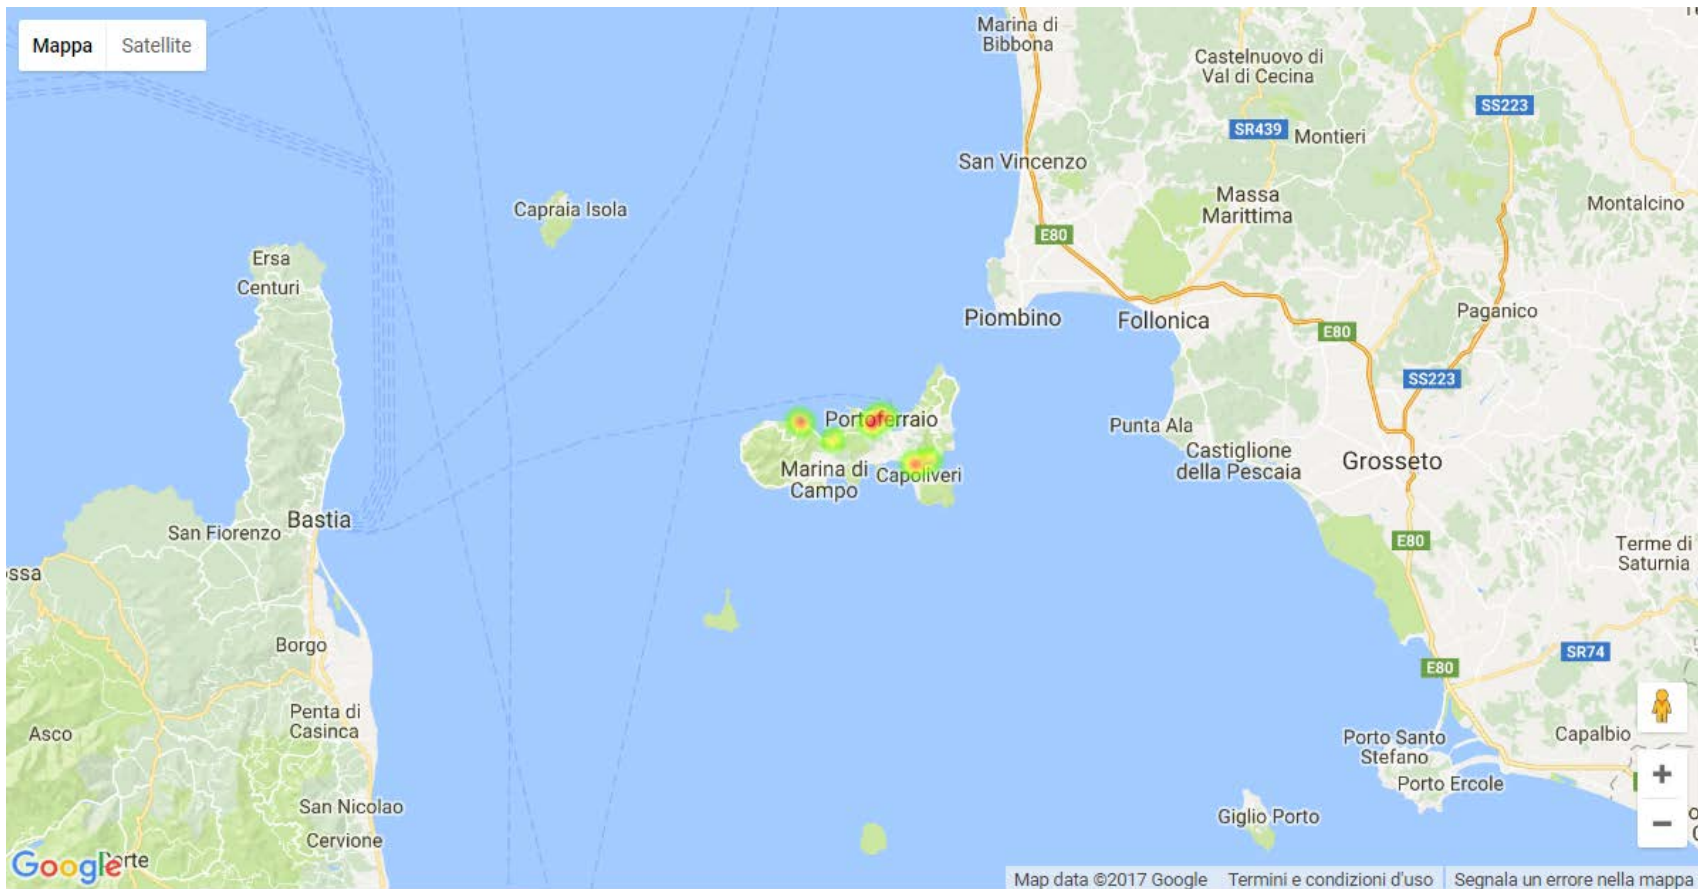 Mappa
Satellite
Marina di
Bibbona
Castelnuovo di
Val di Cecina
SS223
SR439
Montieri
San Vincenzo
Capraia Isola
Massa
Marittima
Montalcino
E80
Ersa
Centuri
Piombino
Follonica
Paganico
E80
SS223
Portoferraio
Punta Ala
Castiglione
della Pescaia
Grosseto
Marina di
Campo
Capoliveri
Bastia
San Fiorenzo
E80
Terme di
Saturnia
ossa
Borgo
SR74
E80
Penta di
Casinca
Asco
Porto Santo
Stefano
Capalbio
Porto Ercole
San Nicolao
Giglio Porto
Cervione
Google
Map data ©2017 Google
Termini e condizioni d'uso
Segnala un errore nella mappa